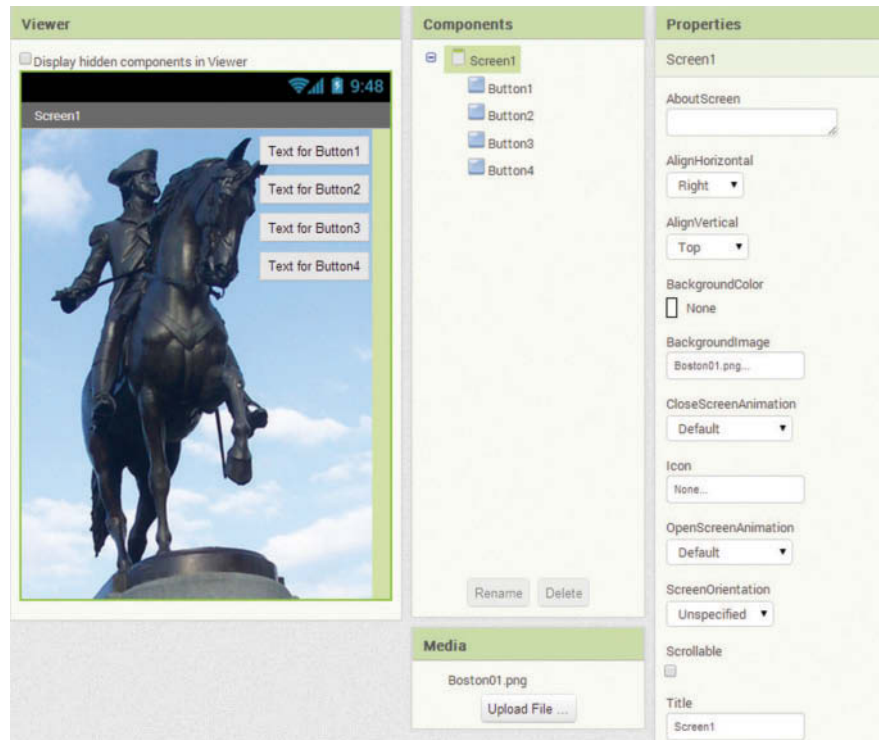 Viewer
Display hidden components in Viewer
9:48
Screen1
Text for Button1
Text for Button2
Text for Button3
Text for Button4
Components
Screen1
Button1
Button2
Button3
Button4
Rename Delete
Media
Boston01.png
Upload File ...
Properties
Screen1
AboutScreen
AlignHorizontal
Right
AlignVertical
Top
BackgroundColor
None
BackgroundImage
Boston01.png...
CloseScreenAnimation
Default
Icon
None...
OpenScreenAnimation
Default
ScreenOrientation
Unspecified
Scrollable
Title
Screen1